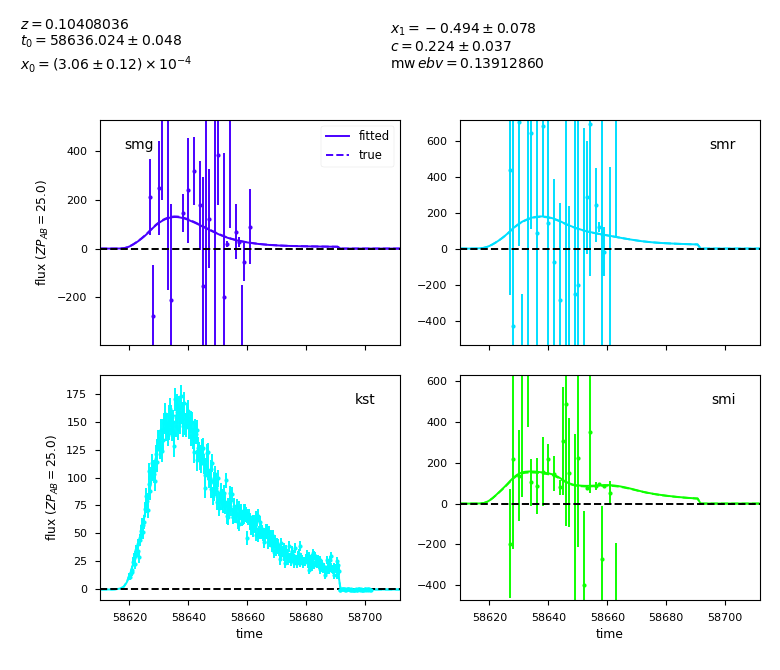 z = 0.10408036
t₀ = 58636.024 ± 0.048
x₀ = (3.06 ± 0.12) × 10⁻⁴
x₁ = −0.494 ± 0.078
c = 0.224 ± 0.037
mw ebv = 0.13912860
smg
fitted
true
400
200
0
−200
flux (ZP_AB = 25.0)
smr
600
400
200
0
−200
−400
kst
175
150
125
100
75
50
25
0
flux (ZP_AB = 25.0)
58620 58640 58660 58680 58700
time
smi
600
400
200
0
−200
−400
58620 58640 58660 58680 58700
time